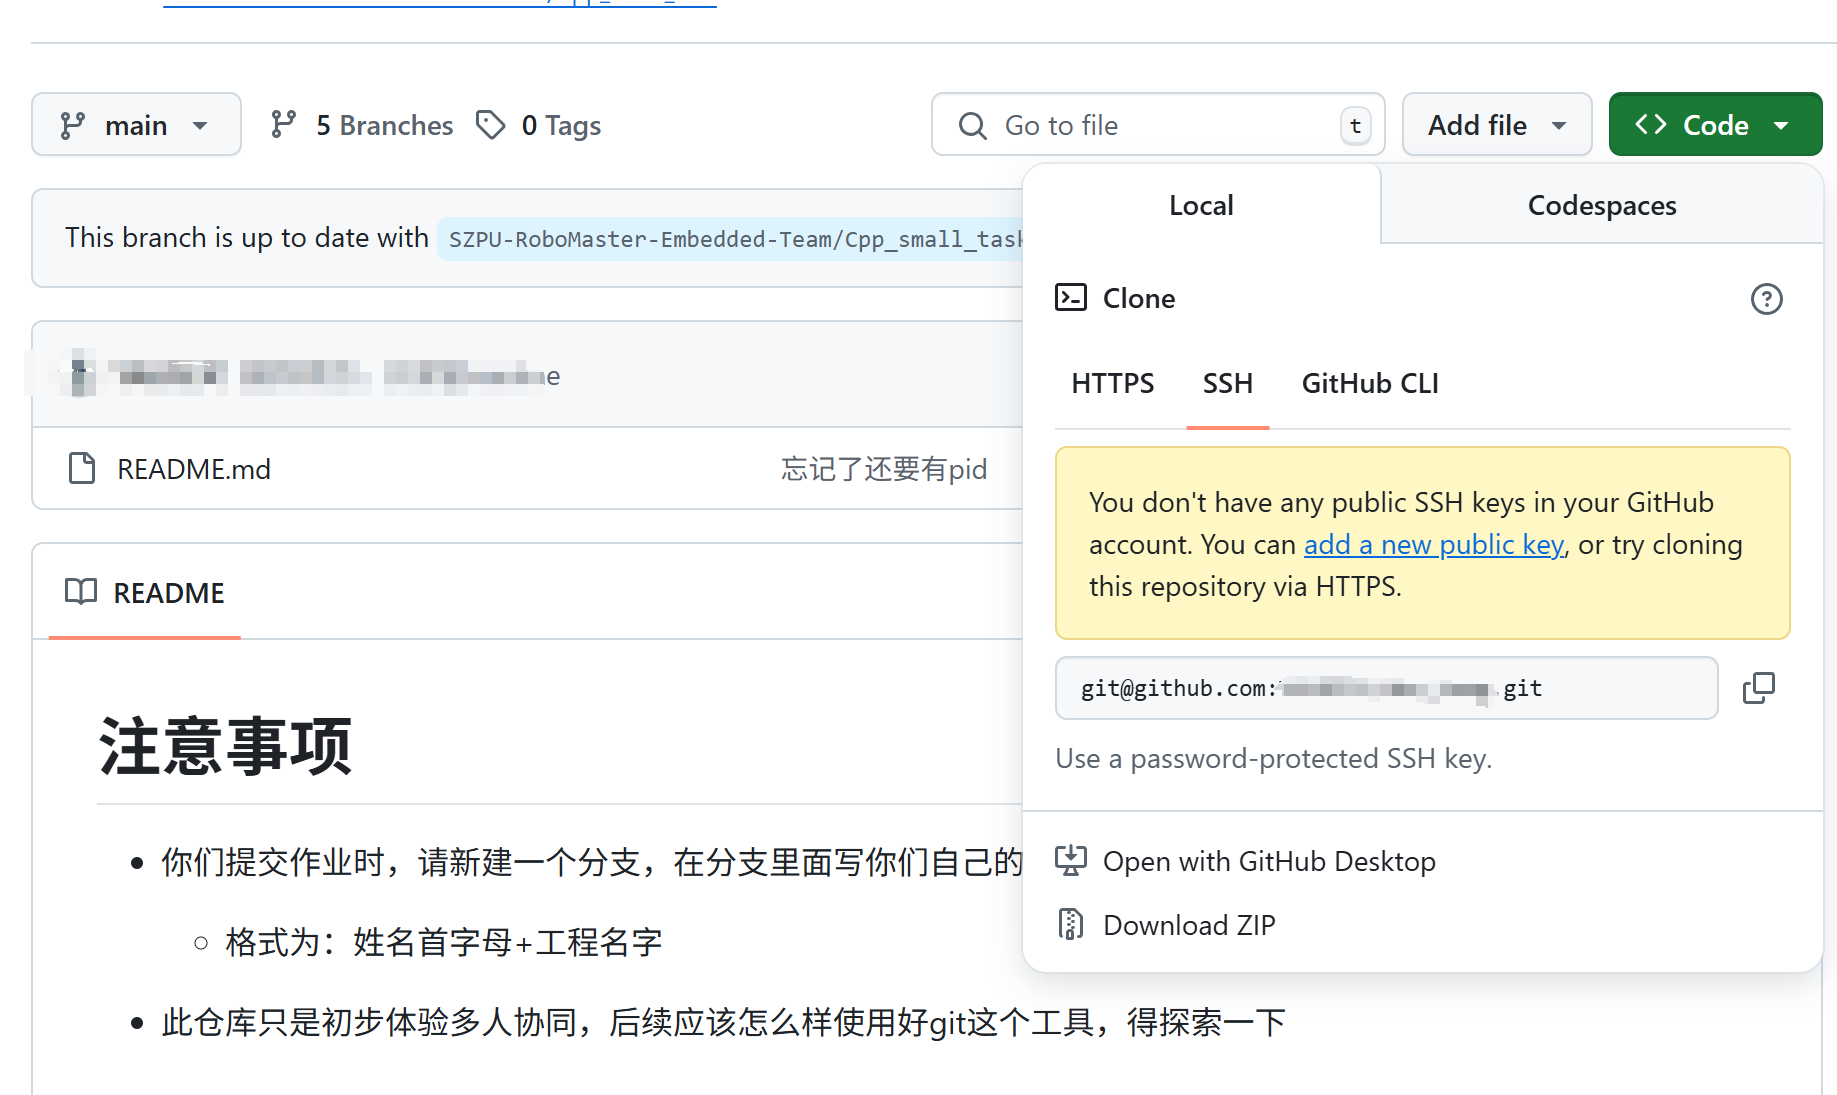 main
5 Branches
0 Tags
Go to file
t
Add file
Code
This branch is up to date with SZPU-RoboMaster-Embedded-Team/Cpp_small_task
README.md
忘记了还要有pid
README
注意事项
你们提交作业时，请新建一个分支，在分支里面写你们自己的
格式为：姓名首字母+工程名字
此仓库只是初步体验多人协同，后续应该怎么样使用好git这个工具，得探索一下
Local
Codespaces
Clone
HTTPS
SSH
GitHub CLI
You don't have any public SSH keys in your GitHub
account. You can add a new public key, or try cloning
this repository via HTTPS.
git@github.com: .git
Use a password-protected SSH key.
Open with GitHub Desktop
Download ZIP